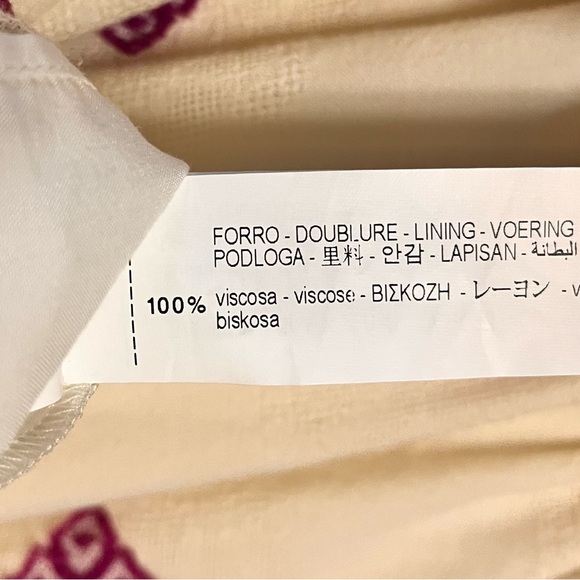 FORRO - DOUBLURE - LINING - VOERING
PODLOGA - 里料 - 안감 - LAPISAN - البطانة
100% viscosa - viscose - ΒΙΣΚΟΖΗ - レーヨン - v
biskosa